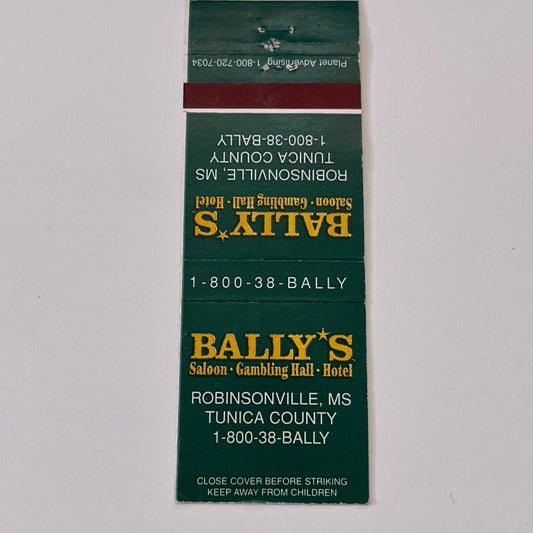 Planet Advertising 1-800-720-7034
BALLY'S
Saloon · Gambling Hall · Hotel
ROBINSONVILLE, MS
TUNICA COUNTY
1-800-38-BALLY
1-800-38-BALLY
BALLY'S
Saloon · Gambling Hall · Hotel
ROBINSONVILLE, MS
TUNICA COUNTY
1-800-38-BALLY
CLOSE COVER BEFORE STRIKING
KEEP AWAY FROM CHILDREN